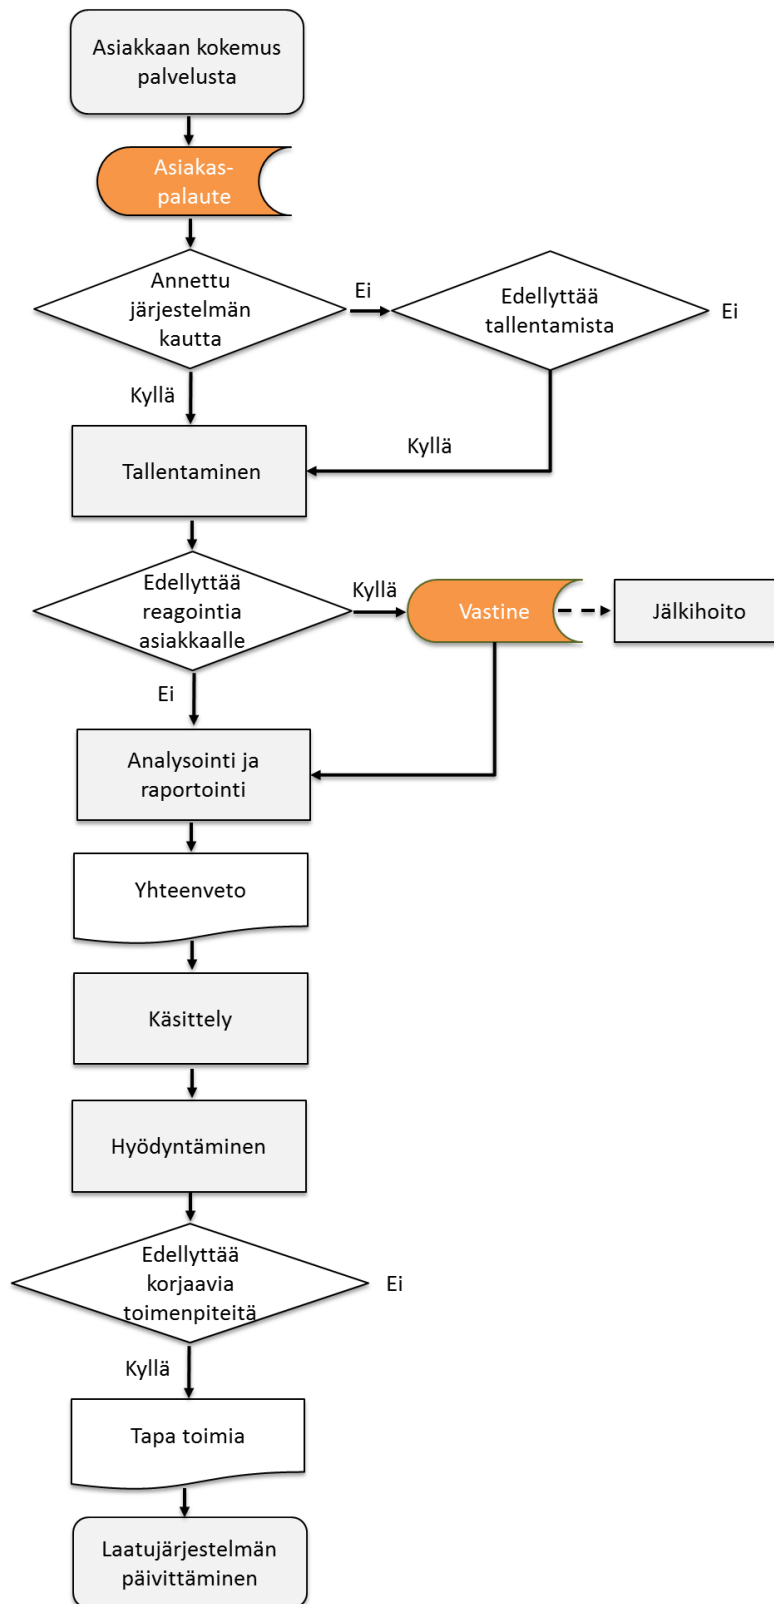 Asiakkaan kokemus
palvelusta
Asiakas-
palaute
Annettu
järjestelmän
kautta
Ei
Edellyttää
tallentamista
Ei
Kyllä
Kyllä
Tallentaminen
Edellyttää
reagointia
asiakkaalle
Kyllä
Vastine
Jälkihoito
Ei
Analysointi ja
raportointi
Yhteenveto
Käsittely
Hyödyntäminen
Edellyttää
korjaavia
toimenpiteitä
Ei
Kyllä
Tapa toimia
Laatujärjestelmän
päivittäminen